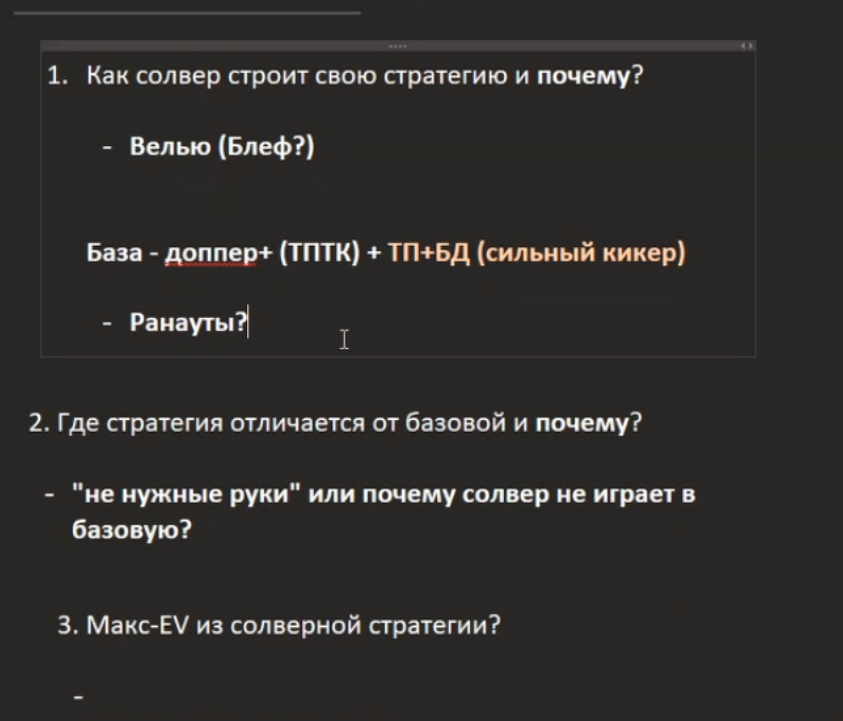 1. Как солвер строит свою стратегию и почему?
- Велью (Блеф?)
База - доппер+ (ТПТК) + ТП+БД (сильный кикер)
- Ранауты?
2. Где стратегия отличается от базовой и почему?
- "не нужные руки" или почему солвер не играет в
базовую?
3. Макс-EV из солверной стратегии?
-